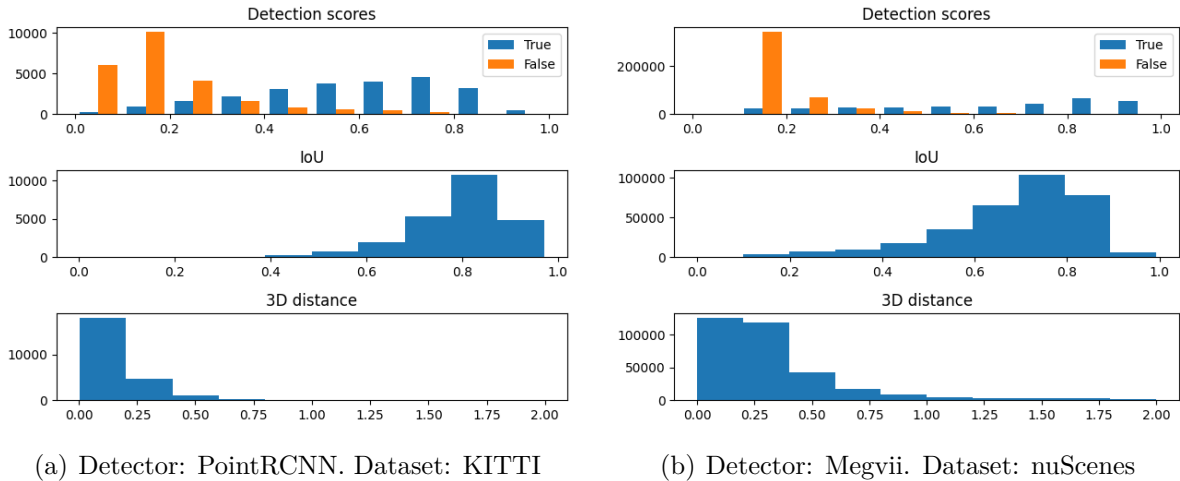 Detection scores
10000
5000
0
True
False
0.0 0.2 0.4 0.6 0.8 1.0
IoU
10000
5000
0
0.0 0.2 0.4 0.6 0.8 1.0
3D distance
10000
0
0.00 0.25 0.50 0.75 1.00 1.25 1.50 1.75 2.00
(a) Detector: PointRCNN. Dataset: KITTI
Detection scores
200000
0
True
False
0.0 0.2 0.4 0.6 0.8 1.0
IoU
100000
50000
0
0.0 0.2 0.4 0.6 0.8 1.0
3D distance
100000
50000
0
0.00 0.25 0.50 0.75 1.00 1.25 1.50 1.75 2.00
(b) Detector: Megvii. Dataset: nuScenes